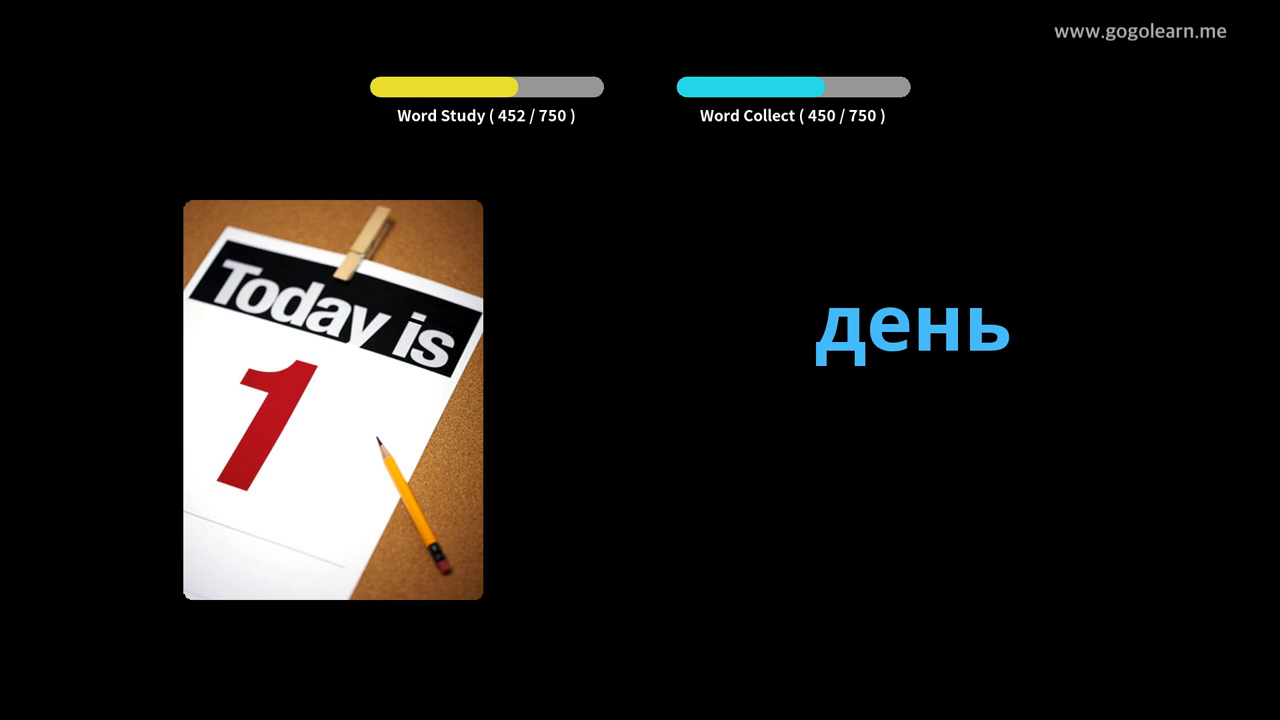 www.gogolearn.me
Word Study ( 452 / 750 )
Word Collect ( 450 / 750 )
Today is
1
день